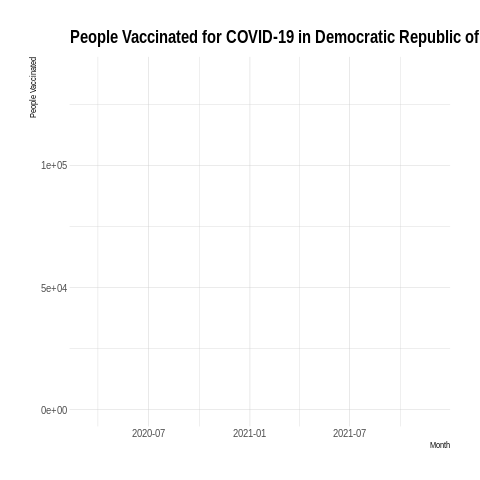 People Vaccinated for COVID-19 in Democratic Republic of
People Vaccinated
1e+05
5e+04
0e+00
2020-07 2021-01 2021-07
Month